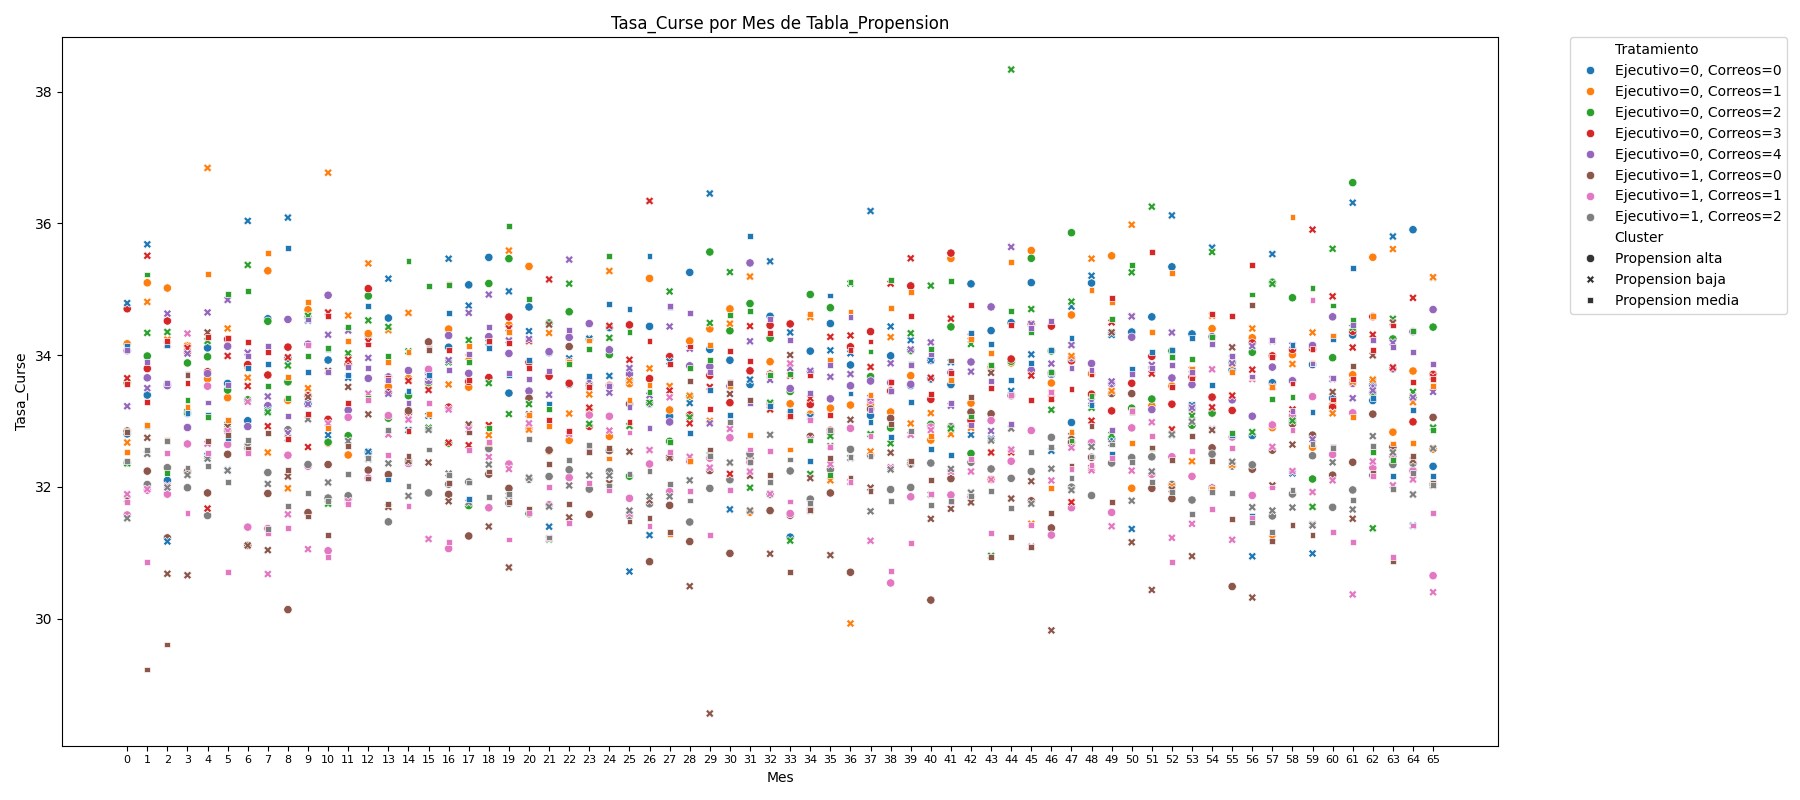 Tasa_Curse por Mes de Tabla_Propension
Tasa_Curse
38
36
34
32
30
0 1 2 3 4 5 6 7 8 9 10 11 12 13 14 15 16 17 18 19 20 21 22 23 24 25 26 27 28 29 30 31 32 33 34 35 36 37 38 39 40 41 42 43 44 45 46 47 48 49 50 51 52 53 54 55 56 57 58 59 60 61 62 63 64 65
Mes
Tratamiento
Ejecutivo=0, Correos=0
Ejecutivo=0, Correos=1
Ejecutivo=0, Correos=2
Ejecutivo=0, Correos=3
Ejecutivo=0, Correos=4
Ejecutivo=1, Correos=0
Ejecutivo=1, Correos=1
Ejecutivo=1, Correos=2
Cluster
Propension alta
Propension baja
Propension media